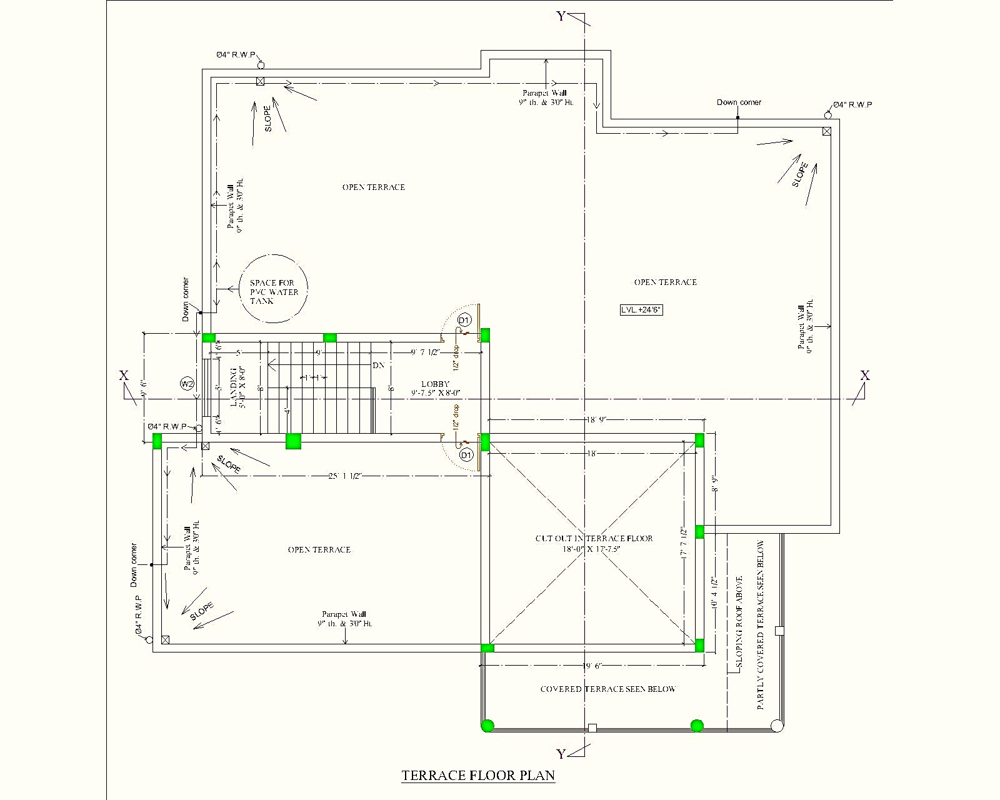 Y
Ø4" R.W.P
Parapet Wall
9" th. & 3'0" Ht.
Down corner
Ø4" R.W.P
SLOPE
SLOPE
OPEN TERRACE
Parapet Wall
9" th. & 3'0" Ht.
SPACE FOR
PVC WATER
TANK
Down corner
OPEN TERRACE
LVL.+24'6"
Parapet Wall
9" th. & 3'0" Ht.
D1
1/2" drop
1' 6"
5'
9'
9' 7 1/2"
DN
1'
1'
X
X
9' 6"
W2
5'
LANDING
5'-0" X 8'-0"
8'
4'
8'
LOBBY
9'-7.5" X 8'-0"
1/2" drop
1' 6"
Ø4" R.W.P
18' 9"
D1
18'
SLOPE
25' 1 1/2"
8' 9"
Parapet Wall
9" th. & 3'0" Ht.
OPEN TERRACE
CUT OUT IN TERRACE FLOOR
18'-0" X 17'-7.5"
17' 7 1/2"
10' 4 1/2"
Down corner
Ø4" R.W.P
SLOPE
Parapet Wall
9" th. & 3'0" Ht.
SLOPING ROOF ABOVE
PARTLY COVERED TERRACE SEEN BELOW
19' 6"
COVERED TERRACE SEEN BELOW
Y
TERRACE FLOOR PLAN